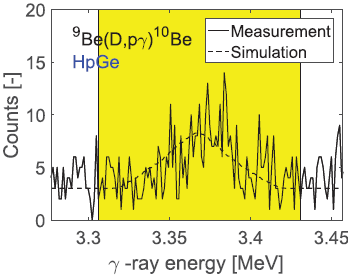 20
15
10
5
0
Counts [-]
⁹Be(D,pγ)¹⁰Be
HpGe
Measurement
Simulation
3.3
3.35
3.4
3.45
γ -ray energy [MeV]